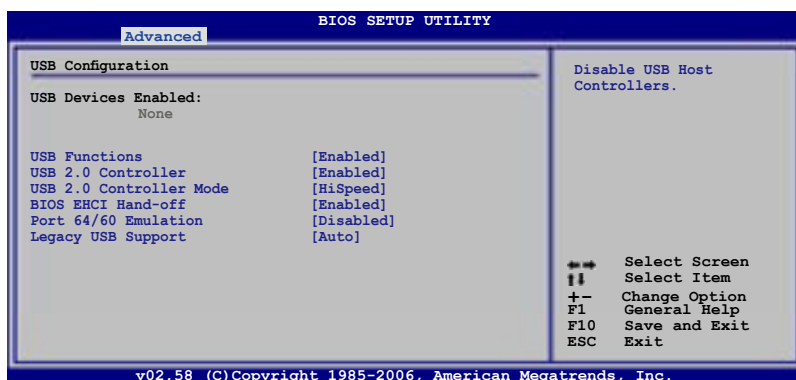 BIOS SETUP UTILITY
Advanced
USB Configuration
USB Devices Enabled:
None
USB Functions [Enabled]
USB 2.0 Controller [Enabled]
USB 2.0 Controller Mode [HiSpeed]
BIOS EHCI Hand-off [Enabled]
Port 64/60 Emulation [Disabled]
Legacy USB Support [Auto]
Disable USB Host
Controllers.
←→ Select Screen
↑↓ Select Item
+- Change Option
F1 General Help
F10 Save and Exit
ESC Exit
v02.58 (C)Copyright 1985-2006, American Megatrends, Inc.